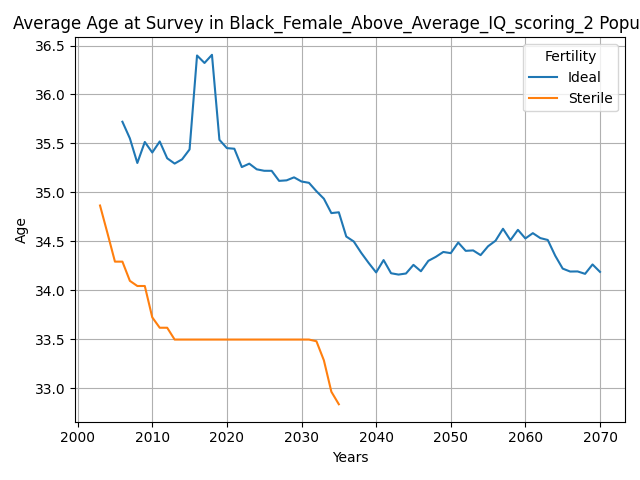 Average Age at Survey in Black_Female_Above_Average_IQ_scoring_2 Popu
Fertility
Ideal
Sterile
36.5
36.0
35.5
35.0
34.5
34.0
33.5
33.0
Age
2000 2010 2020 2030 2040 2050 2060 2070
Years